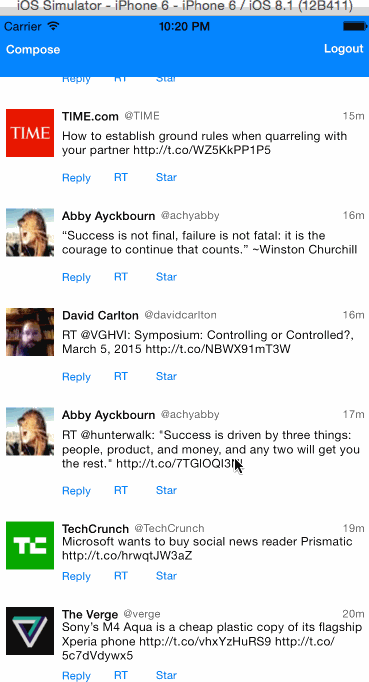 iOS Simulator - iPhone 6 - iPhone 6 / iOS 8.1 (12B411)
Carrier 10:20 PM
Compose Logout
Reply RT Star
TIME
TIME.com @TIME 15m
How to establish ground rules when quarreling with
your partner http://t.co/WZ5KkPP1P5
Reply RT Star
Abby Ayckbourn @achyabby 16m
“Success is not final, failure is not fatal: it is the
courage to continue that counts.” ~Winston Churchill
Reply RT Star
David Carlton @davidcarlton 16m
RT @VGHVI: Symposium: Controlling or Controlled?,
March 5, 2015 http://t.co/NBWX91mT3W
Reply RT Star
Abby Ayckbourn @achyabby 17m
RT @hunterwalk: "Success is driven by three things:
people, product, and money, and any two will get you
the rest."
Reply RT Star
TC
TechCrunch @TechCrunch 19m
Microsoft wants to buy social news reader Prismatic
http://t.co/hrwqtJW3aZ
Reply RT Star
The Verge @verge 20m
Sony's M4 Aqua is a cheap plastic copy of its flagship
Xperia phone http://t.co/vhxYzHuRS9 http://t.co/
5c7dVdywx5
Reply RT Star